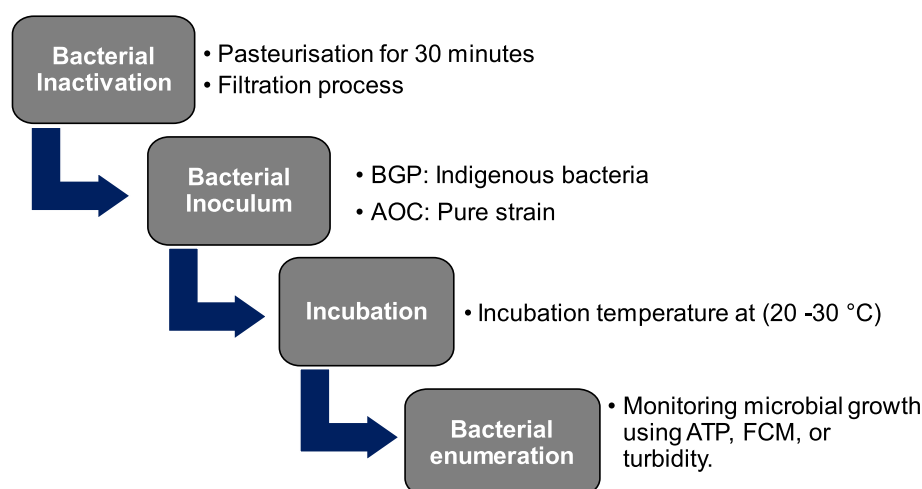 Bacterial
Inactivation
• Pasteurisation for 30 minutes
• Filtration process
Bacterial
Inoculum
• BGP: Indigenous bacteria
• AOC: Pure strain
Incubation
• Incubation temperature at (20 -30 °C)
Bacterial
enumeration
• Monitoring microbial growth
using ATP, FCM, or
turbidity.